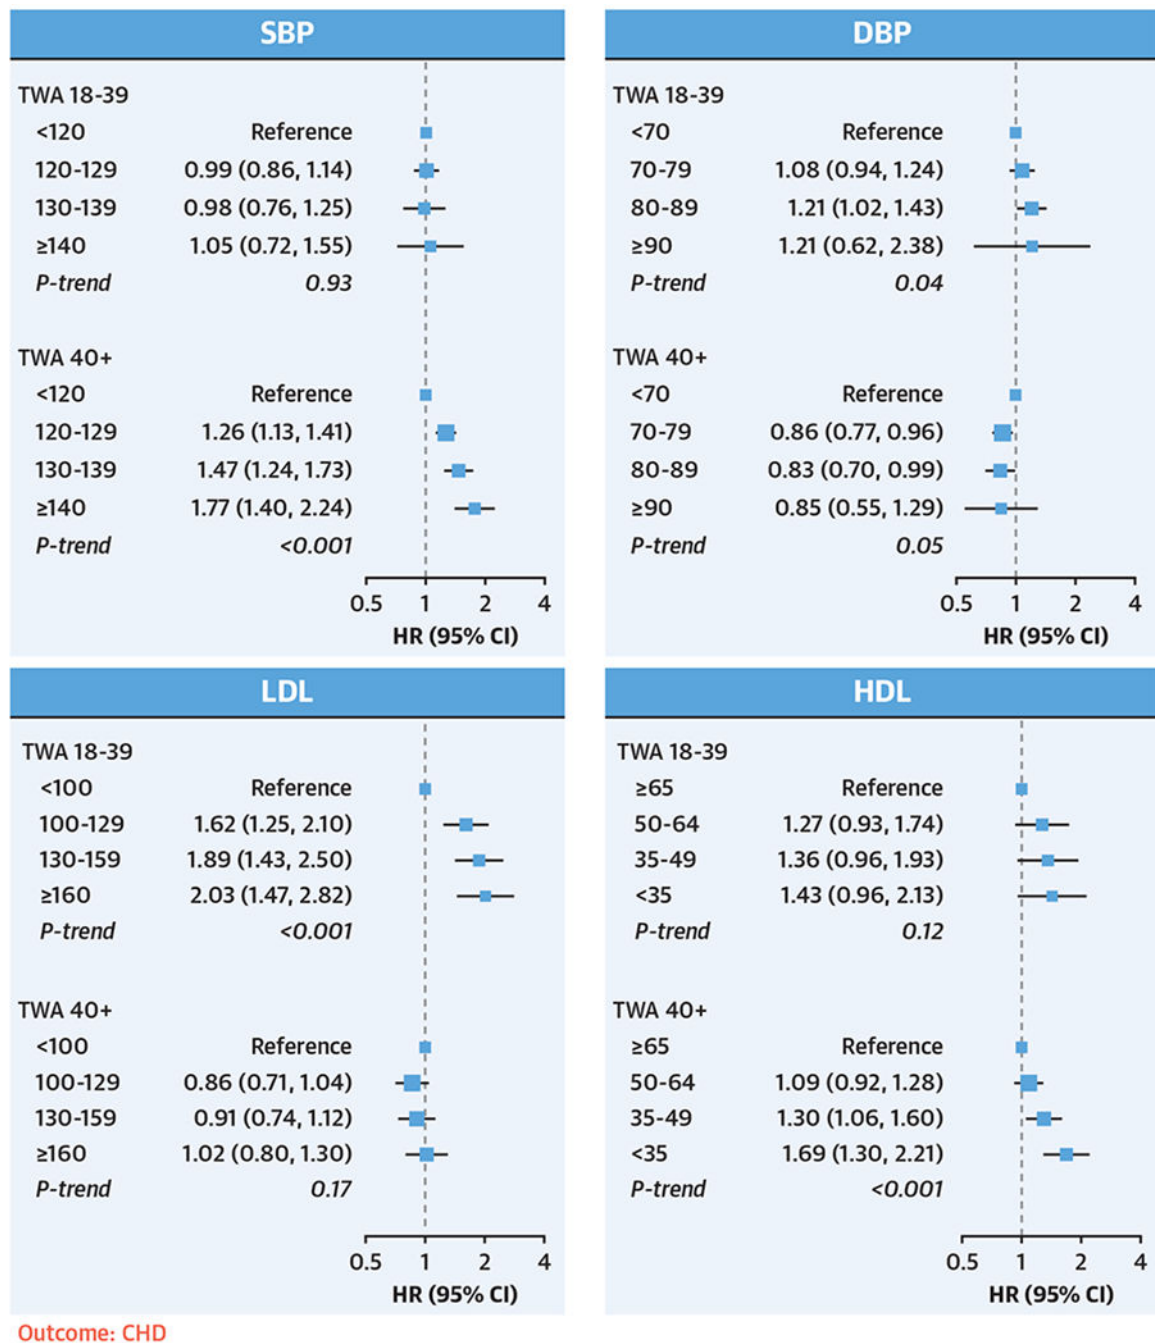 SBP
TWA 18-39
<120 Reference
120-129 0.99 (0.86, 1.14)
130-139 0.98 (0.76, 1.25)
≥140 1.05 (0.72, 1.55)
P-trend 0.93
TWA 40+
<120 Reference
120-129 1.26 (1.13, 1.41)
130-139 1.47 (1.24, 1.73)
≥140 1.77 (1.40, 2.24)
P-trend <0.001
0.5 1 2 4
HR (95% CI)
DBP
TWA 18-39
<70 Reference
70-79 1.08 (0.94, 1.24)
80-89 1.21 (1.02, 1.43)
≥90 1.21 (0.62, 2.38)
P-trend 0.04
TWA 40+
<70 Reference
70-79 0.86 (0.77, 0.96)
80-89 0.83 (0.70, 0.99)
≥90 0.85 (0.55, 1.29)
P-trend 0.05
0.5 1 2 4
HR (95% CI)
LDL
TWA 18-39
<100 Reference
100-129 1.62 (1.25, 2.10)
130-159 1.89 (1.43, 2.50)
≥160 2.03 (1.47, 2.82)
P-trend <0.001
TWA 40+
<100 Reference
100-129 0.86 (0.71, 1.04)
130-159 0.91 (0.74, 1.12)
≥160 1.02 (0.80, 1.30)
P-trend 0.17
0.5 1 2 4
HR (95% CI)
HDL
TWA 18-39
≥65 Reference
50-64 1.27 (0.93, 1.74)
35-49 1.36 (0.96, 1.93)
<35 1.43 (0.96, 2.13)
P-trend 0.12
TWA 40+
≥65 Reference
50-64 1.09 (0.92, 1.28)
35-49 1.30 (1.06, 1.60)
<35 1.69 (1.30, 2.21)
P-trend <0.001
0.5 1 2 4
HR (95% CI)
Outcome: CHD